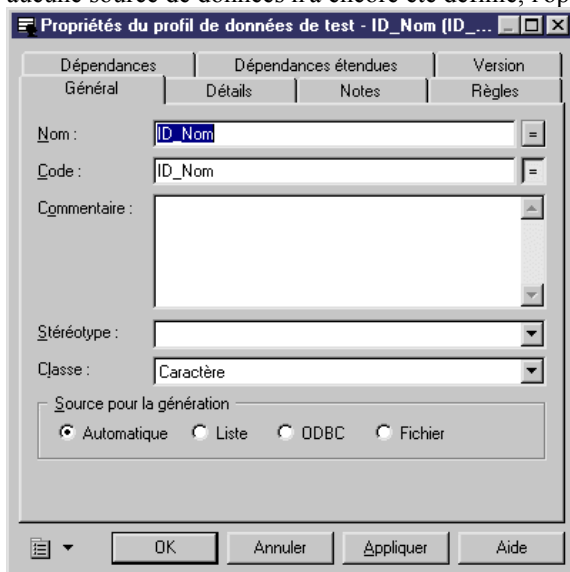 aucune source de données n'a encore été définie, l'op
Propriétés du profil de données de test - ID_Nom (ID_...
Dépendances Dépendances étendues Version
Général Détails Notes Règles
Nom : ID_Nom =
Code : ID_Nom =
Commentaire :
Stéréotype :
Classe : Caractère
Source pour la génération
Automatique Liste ODBC Fichier
OK Annuler Appliquer Aide